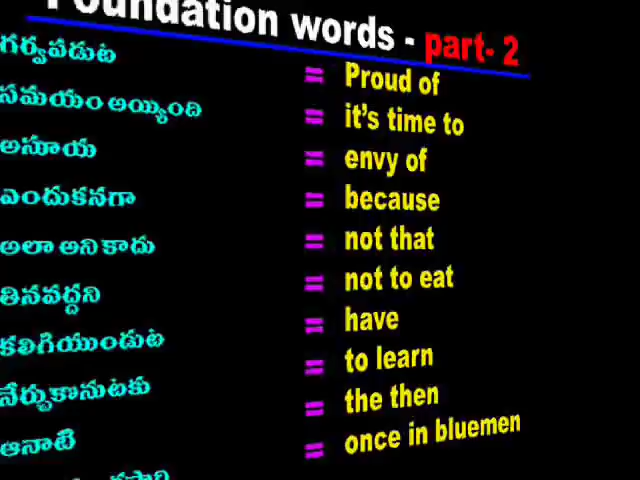 Foundation words - part- 2
గర్వపడుట = Proud of
సమయం అయ్యింది = it's time to
అసూయ = envy of
ఎందుకనగా = because
అలా అని కాదు = not that
తినవద్దని = not to eat
కలిగియుండుట = have
నేర్చుకొనుటకు = to learn
ఆనాటి = the then
= once in bluemen